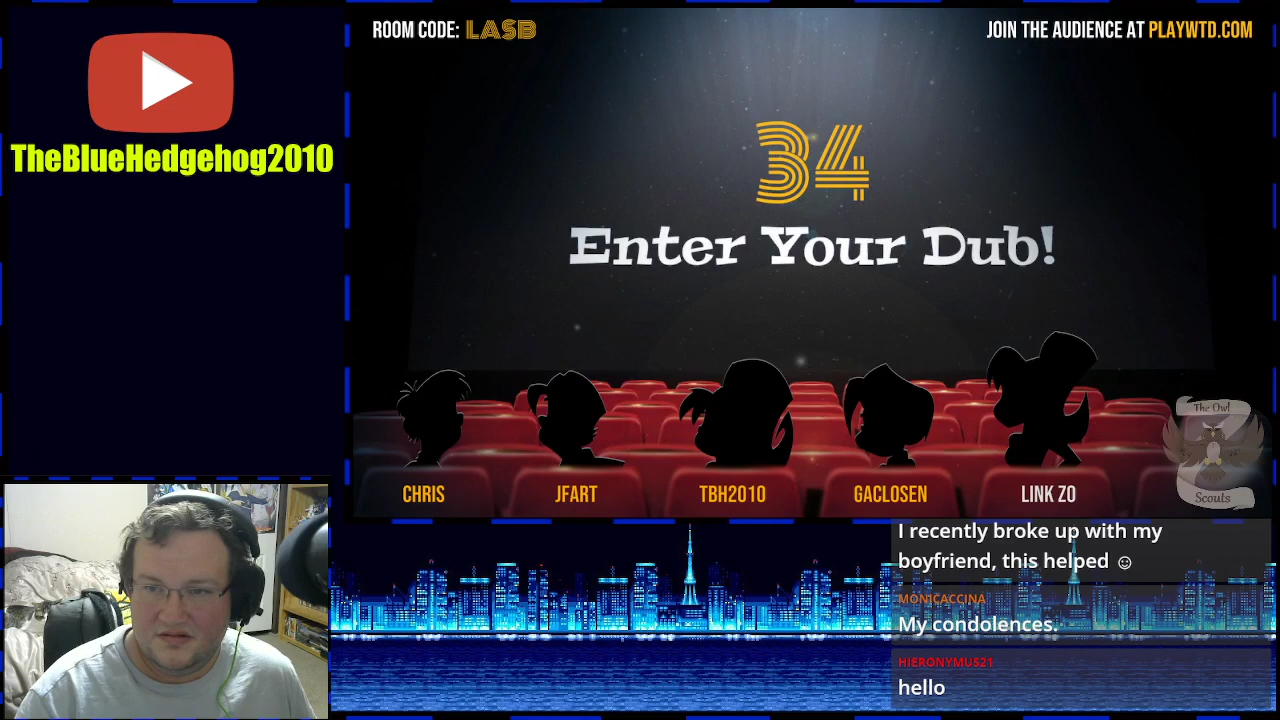 ROOM CODE: LASB
JOIN THE AUDIENCE AT PLAYWTD.COM
TheBlueHedgehog2010
34
Enter Your Dub!
The Owl
Scouts
CHRIS
JFART
TBH2010
GACLOSEN
LINK ZO
I recently broke up with my
boyfriend, this helped ☺
MON1CACCINA
My condolences.
HIERONYMUS21
hello